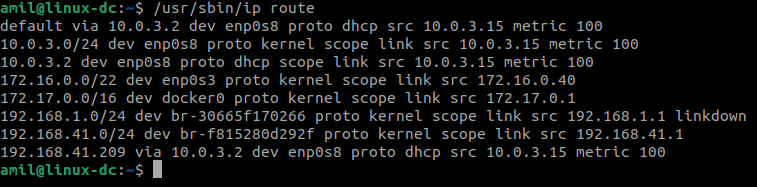 amil@linux-dc:~$ /usr/sbin/ip route
default via 10.0.3.2 dev enp0s8 proto dhcp src 10.0.3.15 metric 100
10.0.3.0/24 dev enp0s8 proto kernel scope link src 10.0.3.15 metric 100
10.0.3.2 dev enp0s8 proto dhcp scope link src 10.0.3.15 metric 100
172.16.0.0/22 dev enp0s3 proto kernel scope link src 172.16.0.40
172.17.0.0/16 dev docker0 proto kernel scope link src 172.17.0.1
192.168.1.0/24 dev br-30665f170266 proto kernel scope link src 192.168.1.1 linkdown
192.168.41.0/24 dev br-f815280d292f proto kernel scope link src 192.168.41.1
192.168.41.209 via 10.0.3.2 dev enp0s8 proto dhcp src 10.0.3.15 metric 100
amil@linux-dc:~$